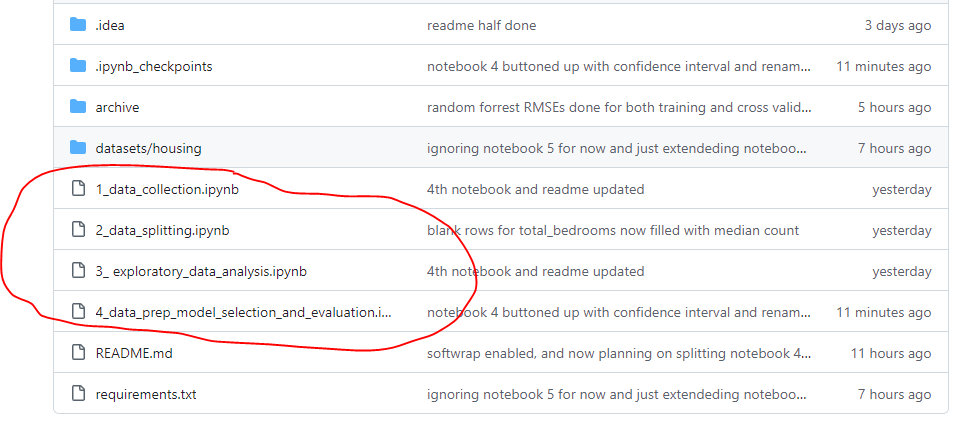 .idea readme half done 3 days ago
.ipynb_checkpoints notebook 4 buttoned up with confidence interval and renam... 11 minutes ago
archive random forrest RMSEs done for both training and cross valid... 5 hours ago
datasets/housing ignoring notebook 5 for now and just extendeding noteboo... 7 hours ago
1_data_collection.ipynb 4th notebook and readme updated yesterday
2_data_splitting.ipynb blank rows for total_bedrooms now filled with median count yesterday
3_ exploratory_data_analysis.ipynb 4th notebook and readme updated yesterday
4_data_prep_model_selection_and_evaluation.i... notebook 4 buttoned up with confidence interval and renam... 11 minutes ago
README.md softwrap enabled, and now planning on splitting notebook 4... 11 hours ago
requirements.txt ignoring notebook 5 for now and just extendeding noteboo... 7 hours ago